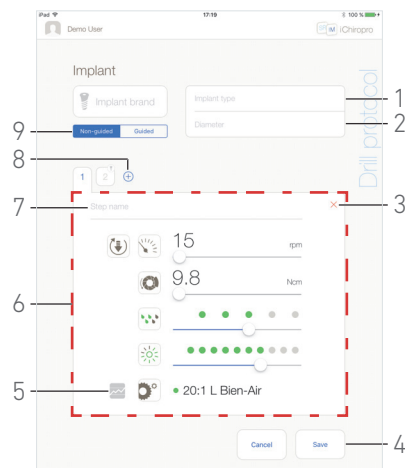 iPad 17:19 100 %
Demo User iChiropro
Implant
Drill protocol
Implant brand
Implant type 1
Diameter 2
9 Non-guided Guided
8
1 2
7 Step name 3
15 rpm
9.8 Ncm
6
5 20:1 L Bien-Air
Cancel Save 4